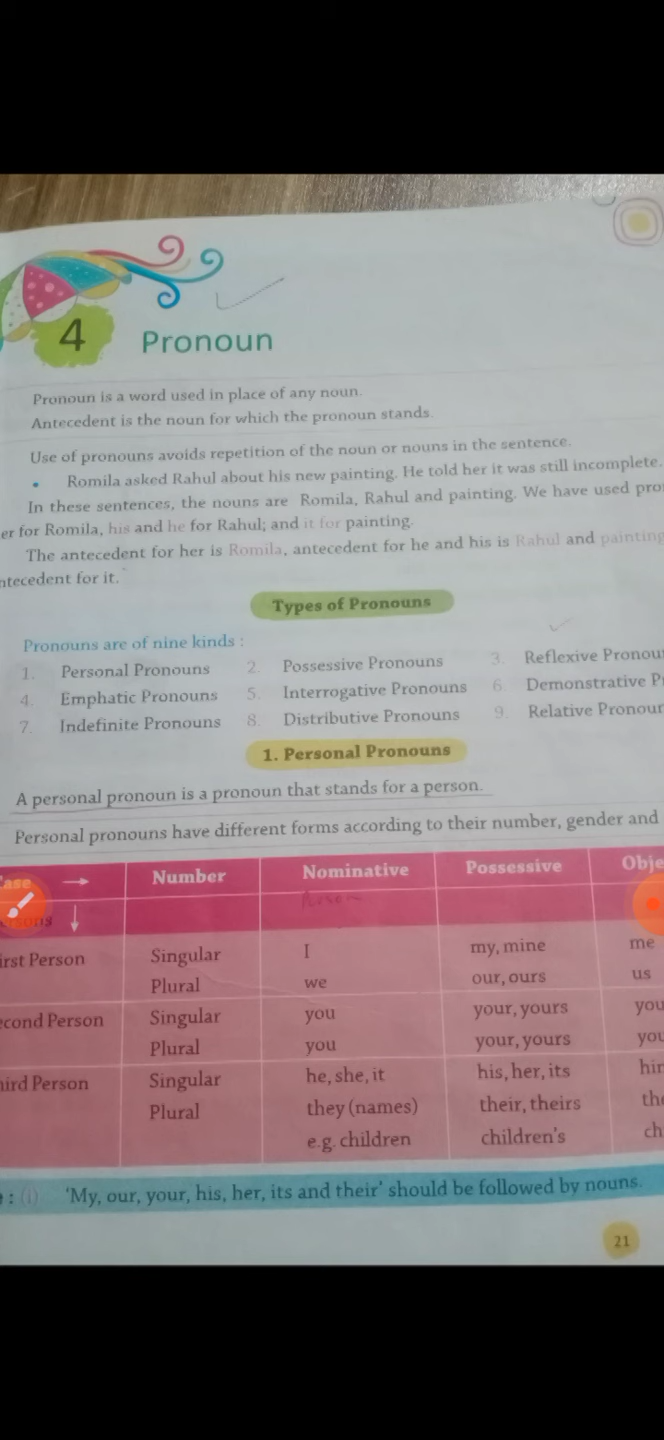 4 Pronoun
Pronoun is a word used in place of any noun.
Antecedent is the noun for which the pronoun stands.
Use of pronouns avoids repetition of the noun or nouns in the sentence.
• Romila asked Rahul about his new painting. He told her it was still incomplete.
In these sentences, the nouns are Romila, Rahul and painting. We have used pro
er for Romila, his and he for Rahul; and it for painting.
The antecedent for her is Romila, antecedent for he and his is Rahul and painting
ntecedent for it.
Types of Pronouns
Pronouns are of nine kinds :
1. Personal Pronouns 2. Possessive Pronouns 3. Reflexive Pronou
4. Emphatic Pronouns 5. Interrogative Pronouns 6. Demonstrative P
7. Indefinite Pronouns 8. Distributive Pronouns 9. Relative Pronour
1. Personal Pronouns
A personal pronoun is a pronoun that stands for a person.
Personal pronouns have different forms according to their number, gender and
ase → Number Nominative Possessive Obje
sons ↓
irst Person Singular I my, mine me
Plural we our, ours us
econd Person Singular you your, yours you
Plural you your, yours you
hird Person Singular he, she, it his, her, its hir
Plural they (names) their, theirs the
e.g. children children's ch
: (i) 'My, our, your, his, her, its and their' should be followed by nouns.
21